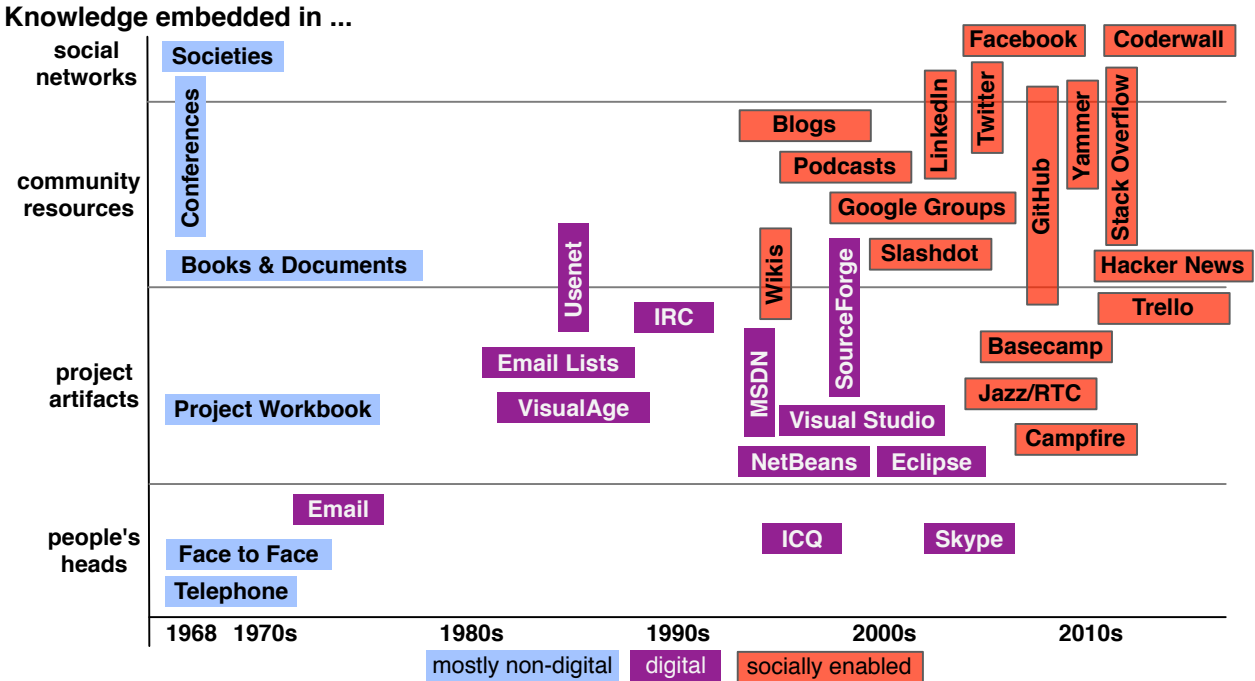 Knowledge embedded in ...
social
networks
Societies
Facebook
Coderwall
Conferences
LinkedIn
Twitter
GitHub
Yammer
Stack Overflow
community
resources
Blogs
Podcasts
Google Groups
Books & Documents
Usenet
Wikis
SourceForge
Slashdot
Hacker News
project
artifacts
IRC
Trello
Email Lists
MSDN
Basecamp
Project Workbook
VisualAge
Visual Studio
Jazz/RTC
Campfire
NetBeans
Eclipse
people's
heads
Email
Face to Face
ICQ
Skype
Telephone
1968 1970s 1980s 1990s 2000s 2010s
mostly non-digital digital socially enabled